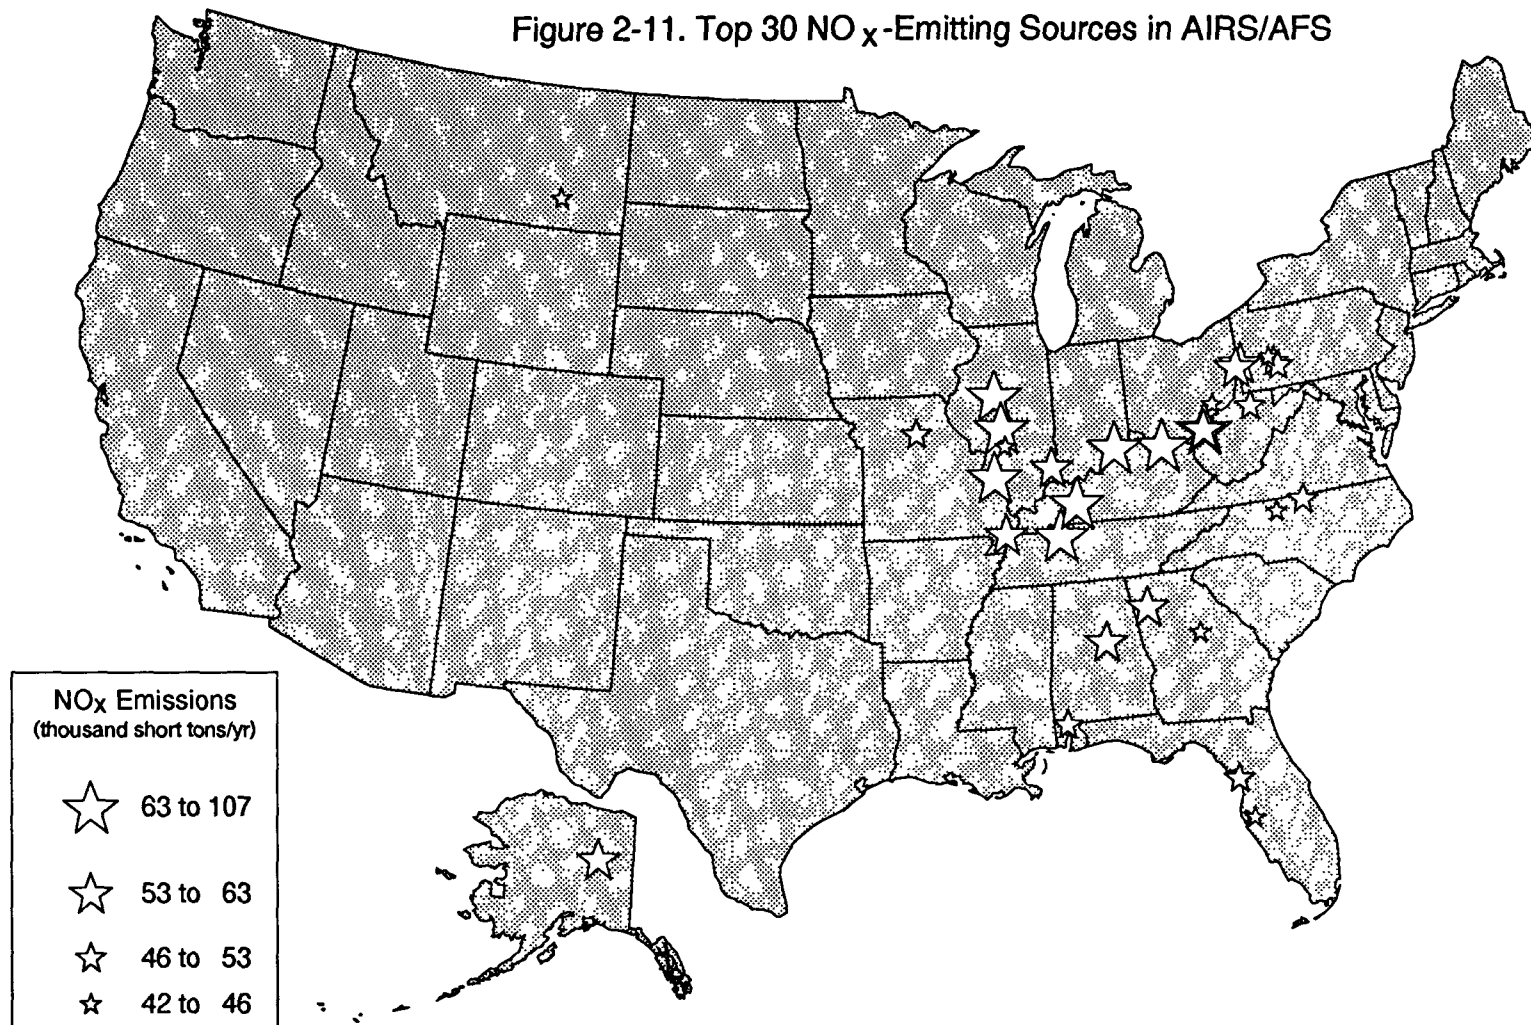 Figure 2-11. Top 30 NOx-Emitting Sources in AIRS/AFS
NOx Emissions
(thousand short tons/yr)
63 to 107
53 to 63
46 to 53
42 to 46